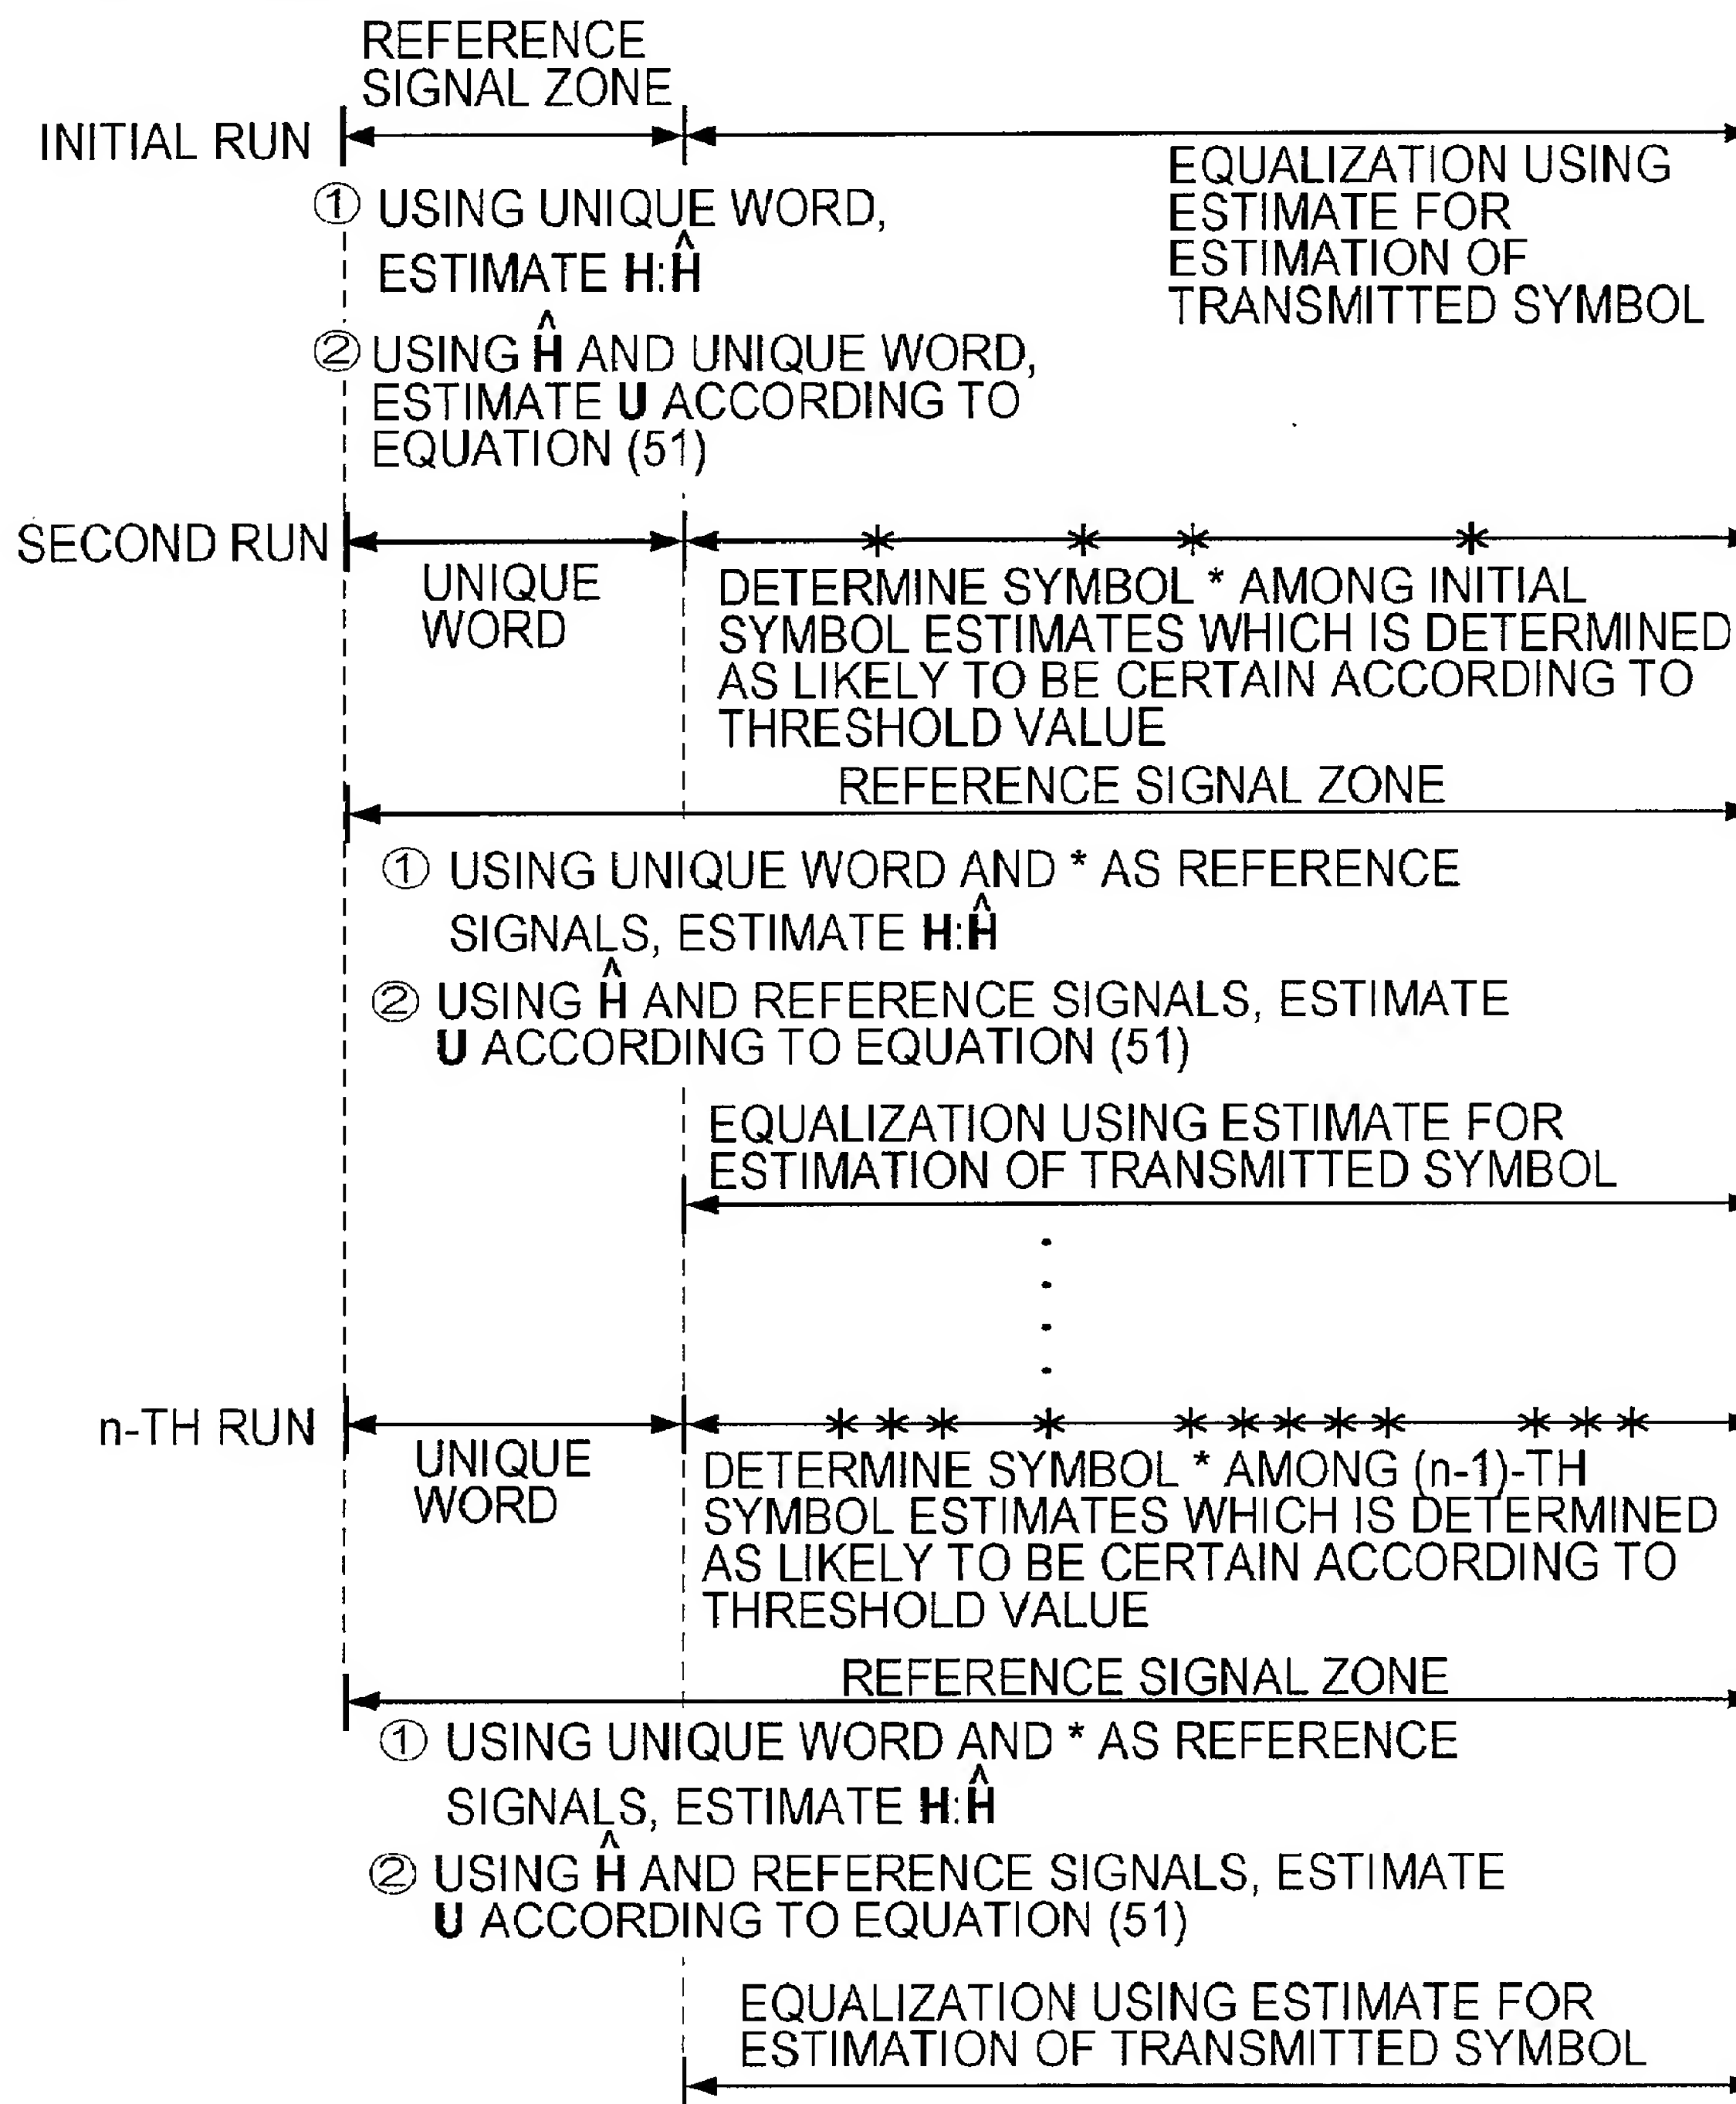 REFERENCE
SIGNAL ZONE
INITIAL RUN
EQUALIZATION USING
ESTIMATE FOR
ESTIMATION OF
TRANSMITTED SYMBOL
① USING UNIQUE WORD,
ESTIMATE H:Ĥ
② USING Ĥ AND UNIQUE WORD,
ESTIMATE U ACCORDING TO
EQUATION (51)
SECOND RUN
UNIQUE
WORD
DETERMINE SYMBOL * AMONG INITIAL
SYMBOL ESTIMATES WHICH IS DETERMINED
AS LIKELY TO BE CERTAIN ACCORDING TO
THRESHOLD VALUE
REFERENCE SIGNAL ZONE
① USING UNIQUE WORD AND * AS REFERENCE
SIGNALS, ESTIMATE H:Ĥ
② USING Ĥ AND REFERENCE SIGNALS, ESTIMATE
U ACCORDING TO EQUATION (51)
EQUALIZATION USING ESTIMATE FOR
ESTIMATION OF TRANSMITTED SYMBOL
n-TH RUN
UNIQUE
WORD
DETERMINE SYMBOL * AMONG (n-1)-TH
SYMBOL ESTIMATES WHICH IS DETERMINED
AS LIKELY TO BE CERTAIN ACCORDING TO
THRESHOLD VALUE
REFERENCE SIGNAL ZONE
① USING UNIQUE WORD AND * AS REFERENCE
SIGNALS, ESTIMATE H:Ĥ
② USING Ĥ AND REFERENCE SIGNALS, ESTIMATE
U ACCORDING TO EQUATION (51)
EQUALIZATION USING ESTIMATE FOR
ESTIMATION OF TRANSMITTED SYMBOL